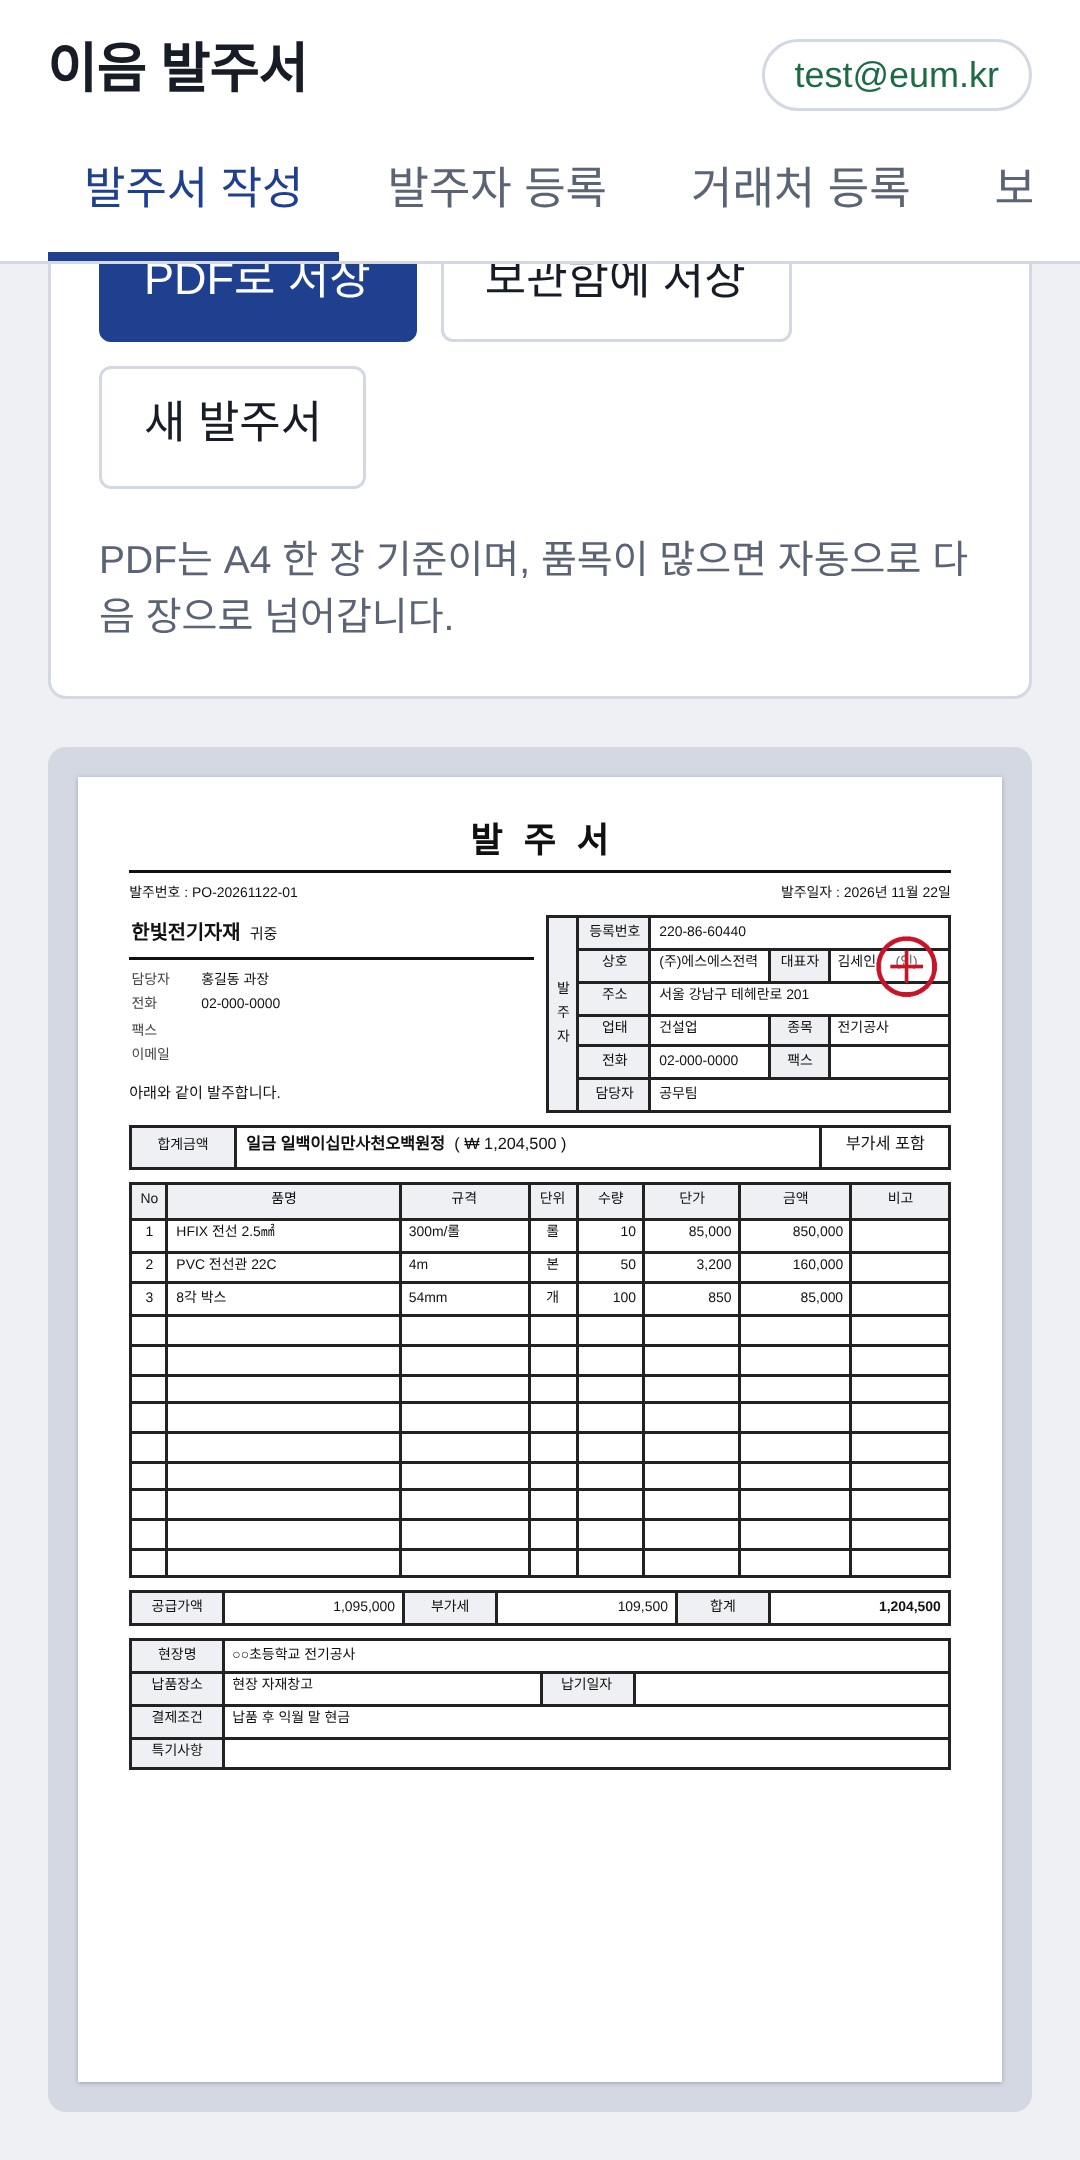 이음 발주서
test@eum.kr
발주서 작성 발주자 등록 거래처 등록 보
PDF로 저장 보관함에 저장
새 발주서
PDF는 A4 한 장 기준이며, 품목이 많으면 자동으로 다
음 장으로 넘어갑니다.
발 주 서
발주번호 : PO-20261122-01 발주일자 : 2026년 11월 22일
한빛전기자재 귀중
담당자 홍길동 과장
전화 02-000-0000
팩스
이메일
아래와 같이 발주합니다.
발주자
등록번호 220-86-60440
상호 (주)에스에스전력 대표자 김세인 (인)
주소 서울 강남구 테헤란로 201
업태 건설업 종목 전기공사
전화 02-000-0000 팩스
담당자 공무팀
합계금액 일금 일백이십만사천오백원정 ( ₩ 1,204,500 ) 부가세 포함
No 품명 규격 단위 수량 단가 금액 비고
1 HFIX 전선 2.5㎟ 300m/롤 롤 10 85,000 850,000
2 PVC 전선관 22C 4m 본 50 3,200 160,000
3 8각 박스 54mm 개 100 850 85,000
공급가액 1,095,000 부가세 109,500 합계 1,204,500
현장명 ○○초등학교 전기공사
납품장소 현장 자재창고 납기일자
결제조건 납품 후 익월 말 현금
특기사항